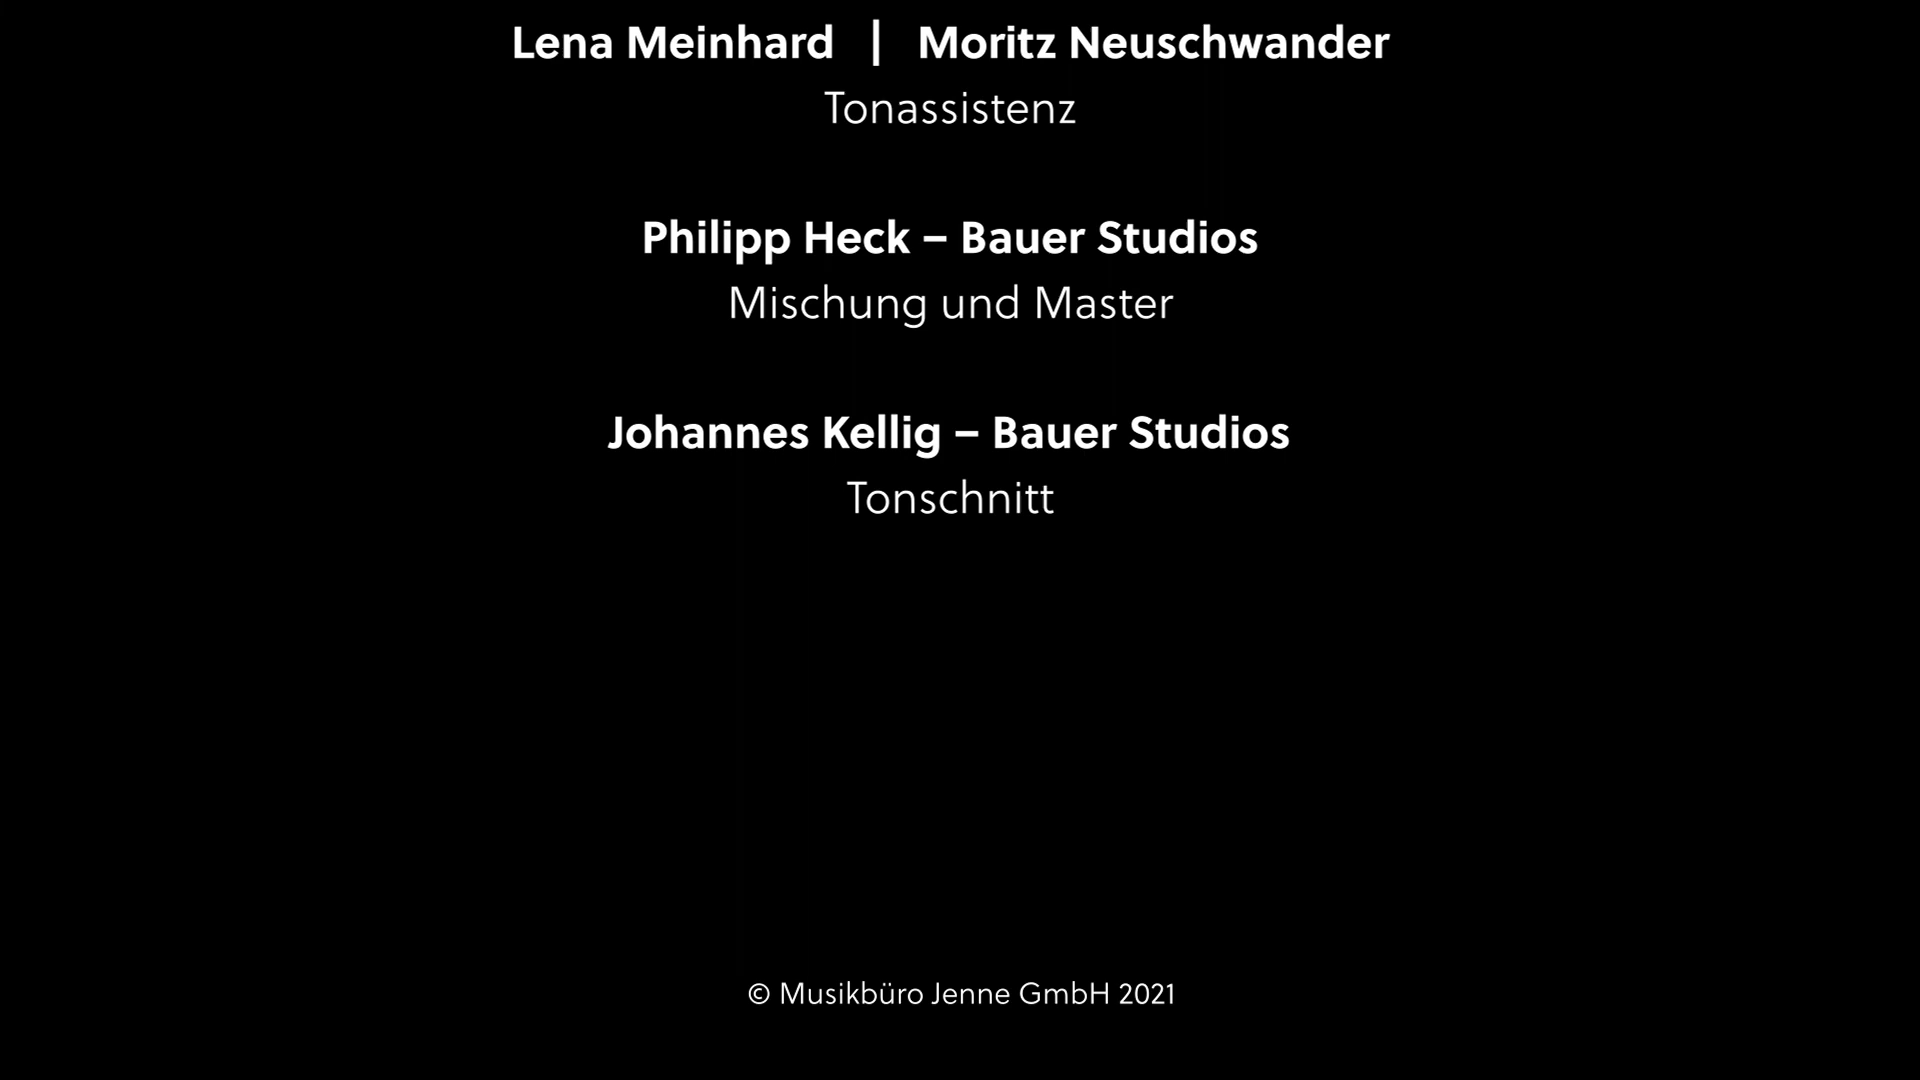 Lena Meinhard | Moritz Neuschwander
Tonassistenz
Philipp Heck – Bauer Studios
Mischung und Master
Johannes Kellig – Bauer Studios
Tonschnitt
© Musikbüro Jenne GmbH 2021